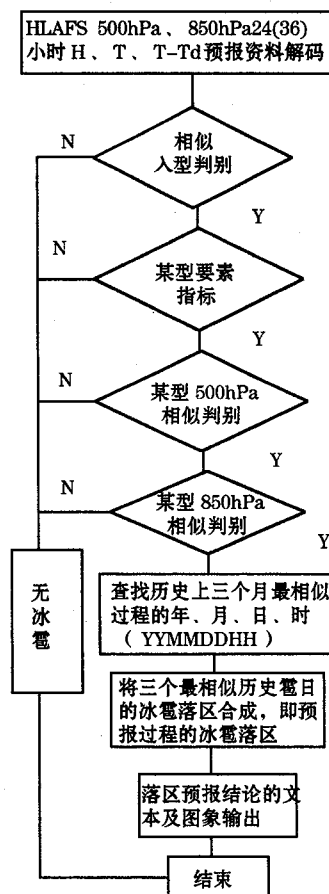 HLAFS 500hPa、850hPa24(36)
小时 H、T、T-Td预报资料解码
N
相似
入型判别
Y
N
某型要素
指标
Y
N
某型 500hPa
相似判别
Y
N
某型 850hPa
相似判别
Y
无
冰
雹
查找历史上三个月最相似
过程的年、月、日、时
(YYMMDDHH)
将三个最相似历史雹日
的冰雹落区合成，即预
报过程的冰雹落区
落区预报结论的文
本及图象输出
结束